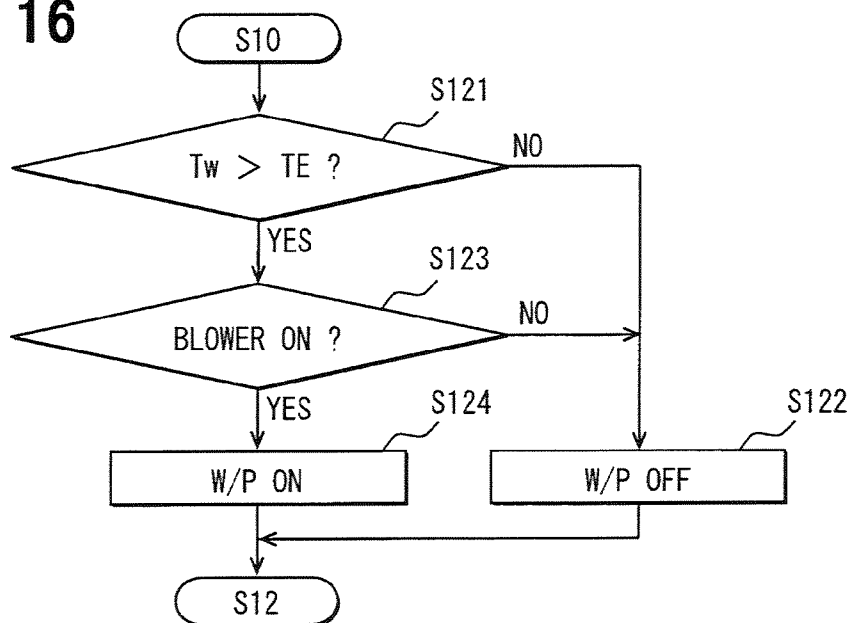 16
S10
S121
Tw > TE ?
NO
YES
S123
BLOWER ON ?
NO
YES
S124
S122
W/P ON
W/P OFF
S12